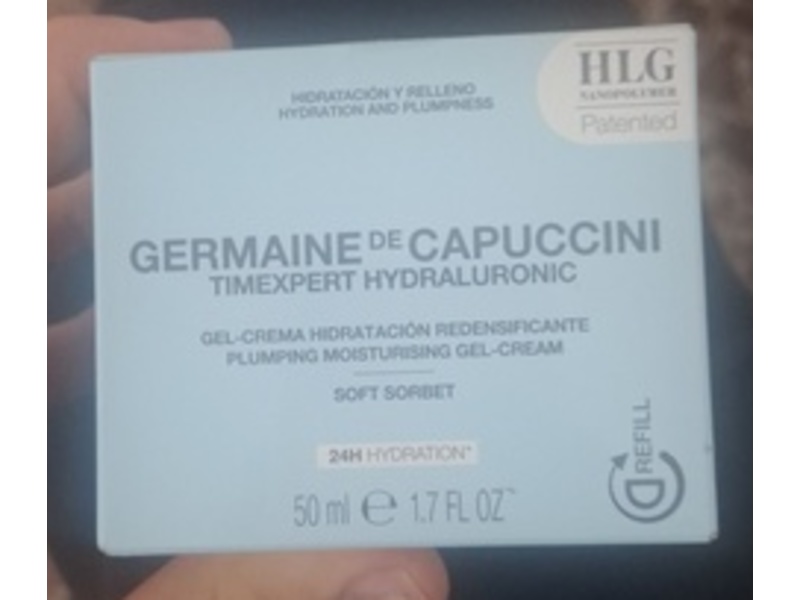 HLG
NANOPOLYMER
Patented
HIDRATACIÓN Y RELLENO
HYDRATION AND PLUMPNESS
GERMAINE DE CAPUCCINI
TIMEXPERT HYDRALURONIC
GEL-CREMA HIDRATACIÓN REDENSIFICANTE
PLUMPING MOISTURISING GEL-CREAM
SOFT SORBET
24H HYDRATION*
50 ml ℮ 1.7 FL OZ
REFILL